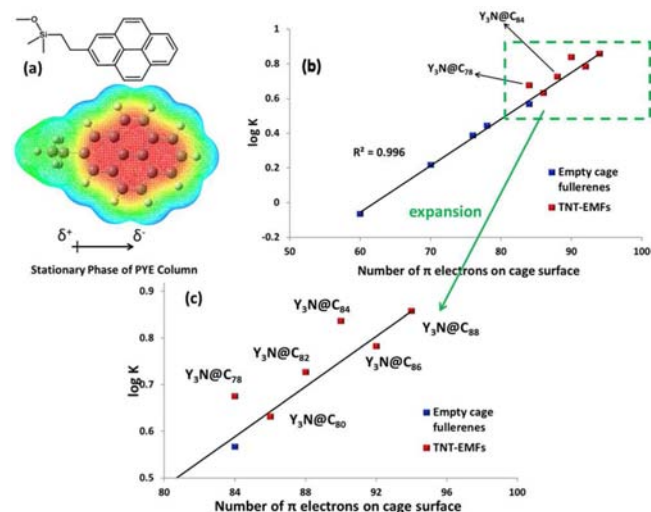 O
Si
(a)
δ⁺ δ⁻
Stationary Phase of PYE Column
(b)
log K
1
0.8
0.6
0.4
0.2
0
-0.2
50 60 70 80 90 100
Number of π electrons on cage surface
Y₃N@C₈₄
Y₃N@C₇₈
R² = 0.996
Empty cage
fullerenes
TNT-EMFs
expansion
(c)
log K
0.9
0.8
0.7
0.6
0.5
80 84 88 92 96 100
Number of π electrons on cage surface
Y₃N@C₈₄
Y₃N@C₈₈
Y₃N@C₈₂
Y₃N@C₈₆
Y₃N@C₇₈
Y₃N@C₈₀
Empty cage
fullerenes
TNT-EMFs